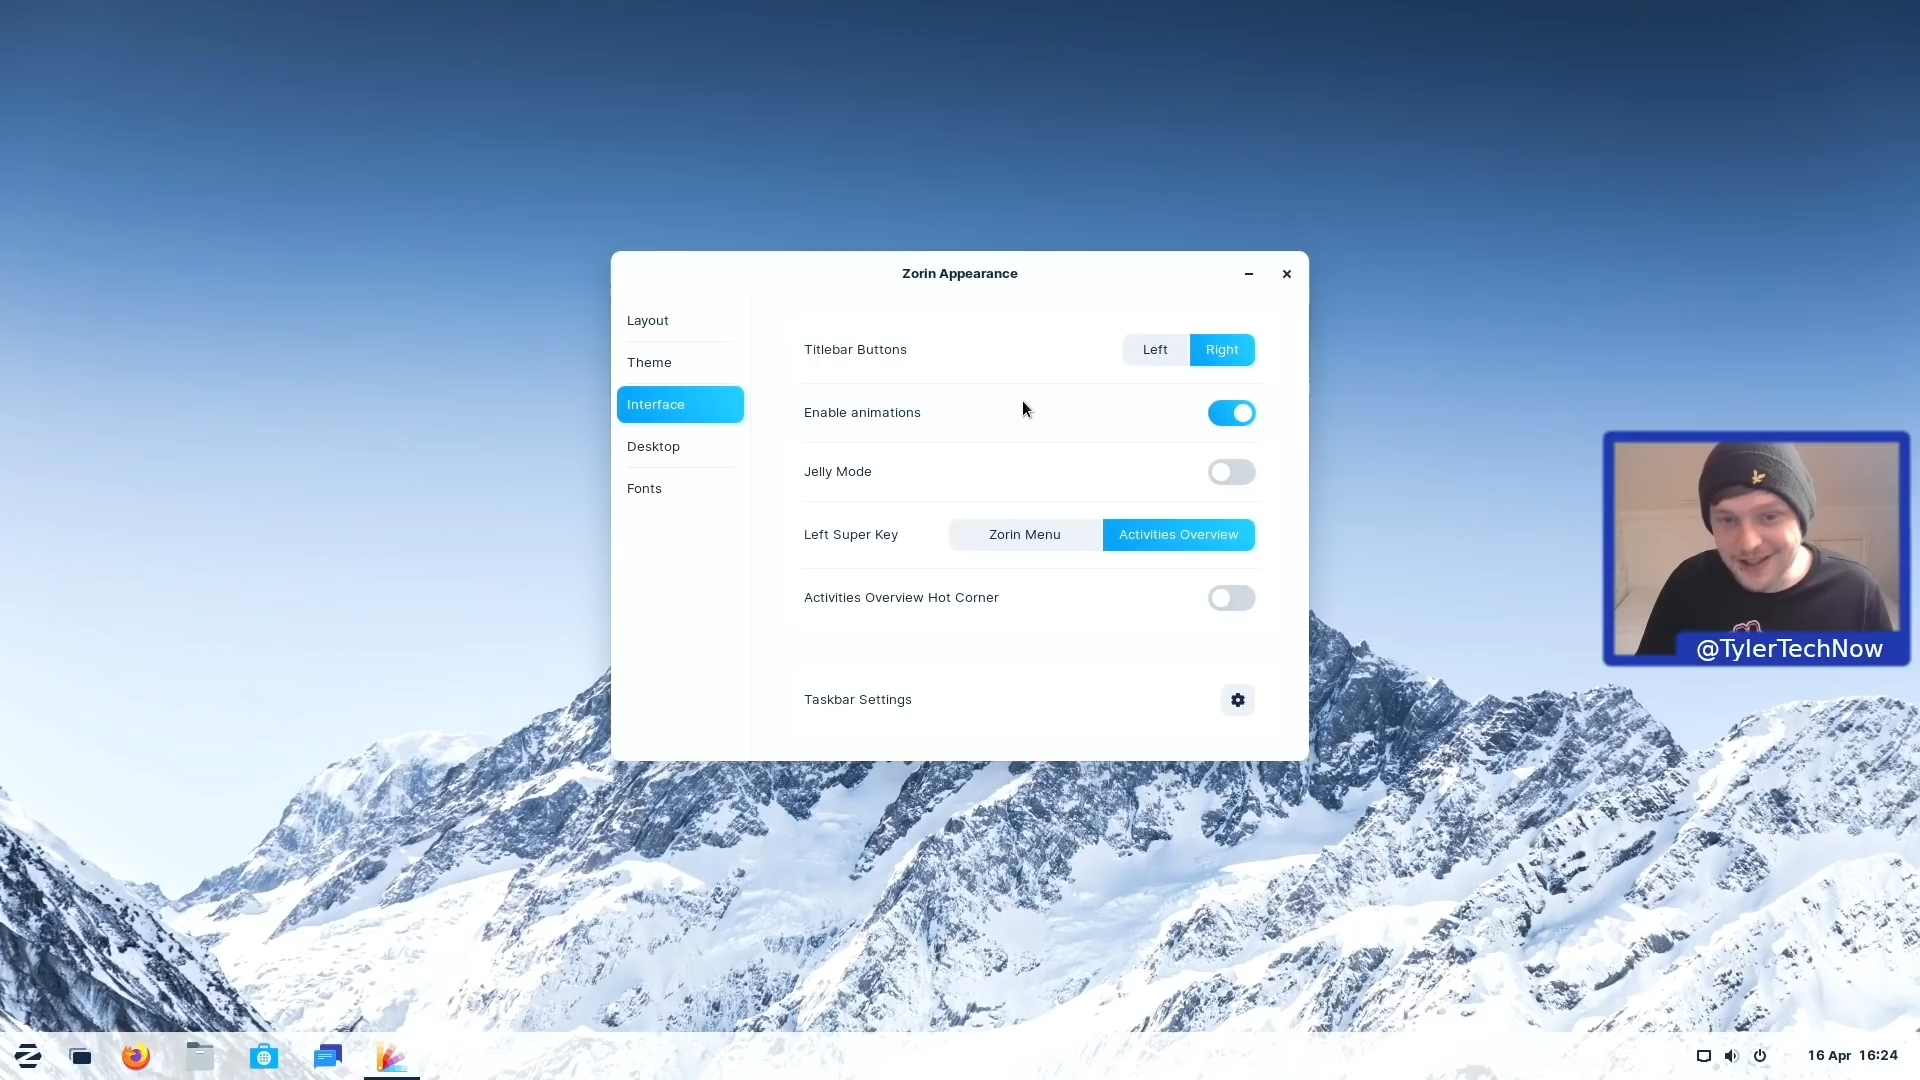 Zorin Appearance
Layout
Theme
Interface
Desktop
Fonts
Titlebar Buttons
Left
Right
Enable animations
Jelly Mode
Left Super Key
Zorin Menu
Activities Overview
Activities Overview Hot Corner
Taskbar Settings
@TylerTechNow
16 Apr 16:24